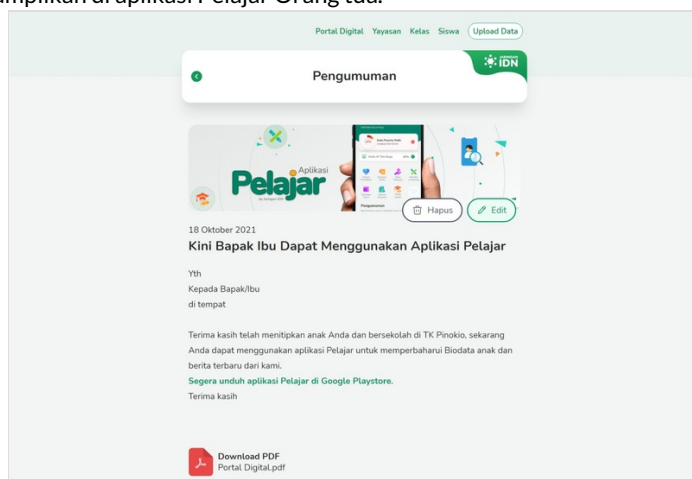 ampilkan di aplikasi Pelajar Orang tua.
Portal Digital Yayasan Kelas Siswa Upload Data
Pengumuman
IDN
Aplikasi
Pelajar
Pengumuman
Hapus
Edit
18 Oktober 2021
Kini Bapak Ibu Dapat Menggunakan Aplikasi Pelajar
Yth
Kepada Bapak/Ibu
di tempat
Terima kasih telah menitipkan anak Anda dan bersekolah di TK Pinokio, sekarang
Anda dapat menggunakan aplikasi Pelajar untuk memperbaharui Biodata anak dan
berita terbaru dari kami.
Segera unduh aplikasi Pelajar di Google Playstore.
Terima kasih
Download PDF
Portal Digital.pdf